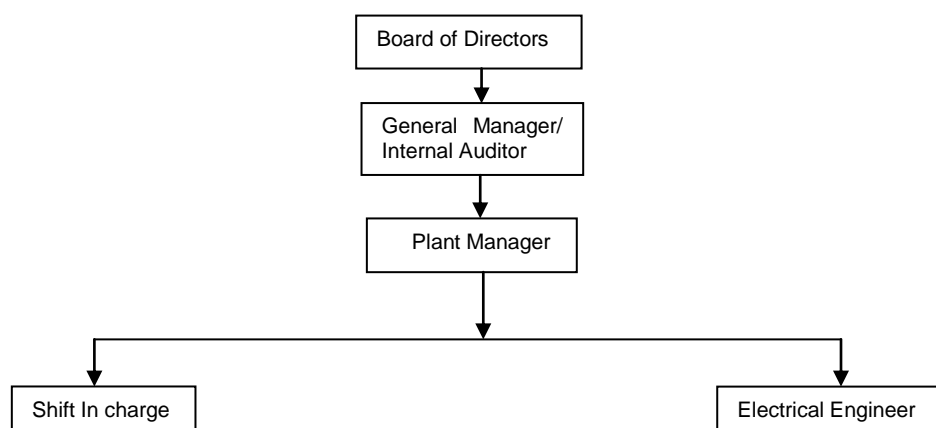 Board of Directors
General Manager/
Internal Auditor
Plant Manager
Shift In charge
Electrical Engineer